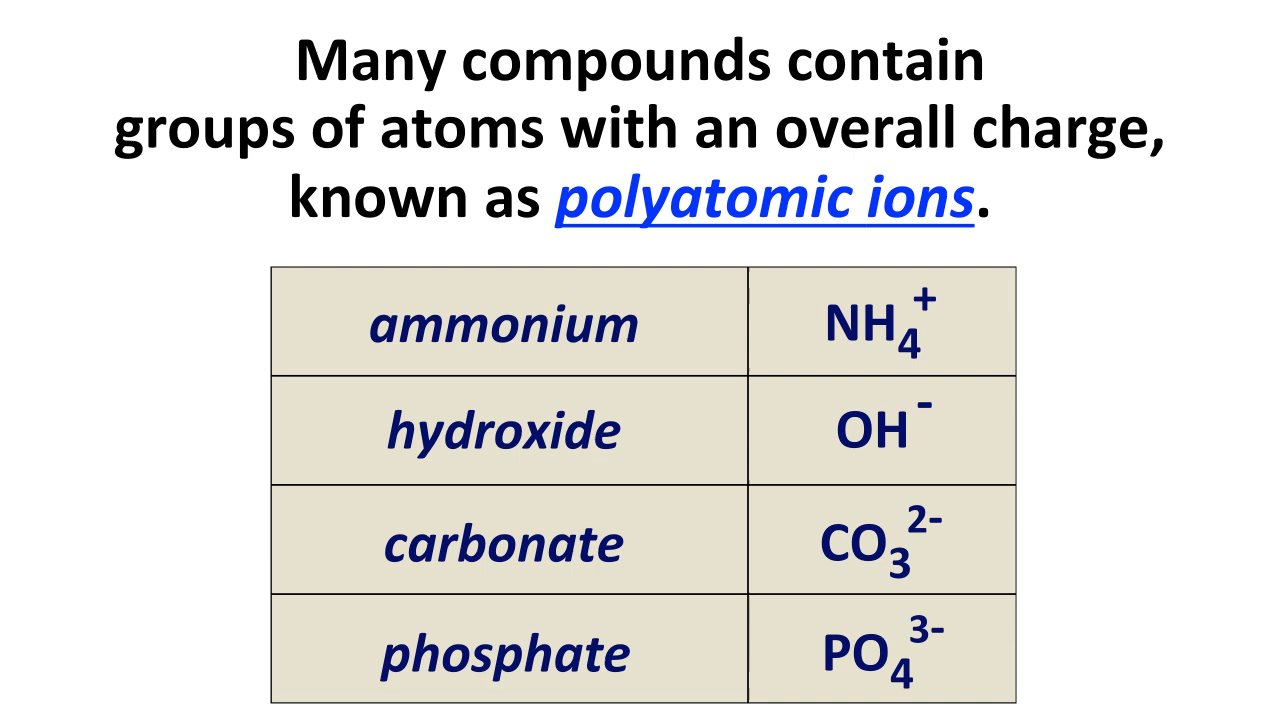 Many compounds contain
groups of atoms with an overall charge,
known as polyatomic ions.
ammonium NH₄⁺
hydroxide OH⁻
carbonate CO₃²⁻
phosphate PO₄³⁻